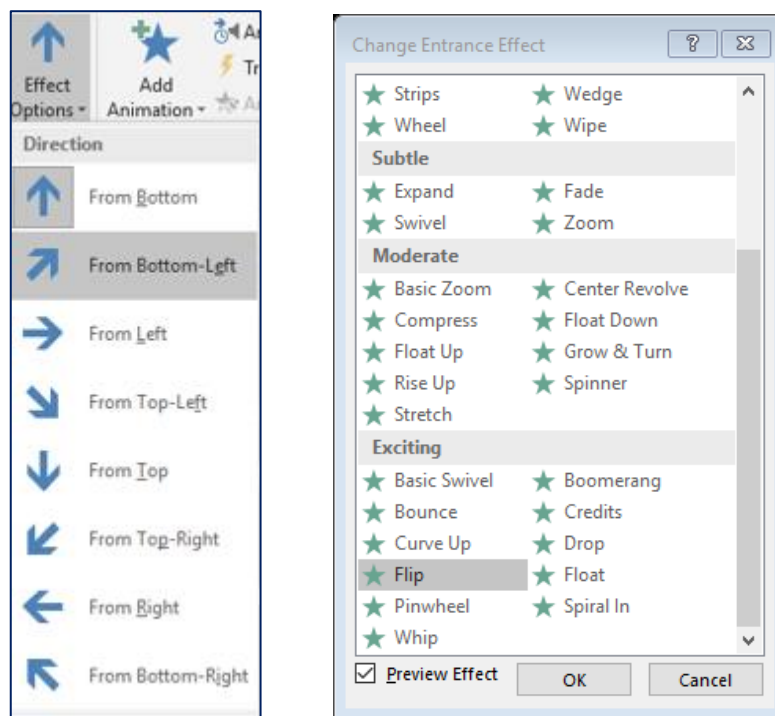 Effect Options
Add Animation
Direction
From Bottom
From Bottom-Left
From Left
From Top-Left
From Top
From Top-Right
From Right
From Bottom-Right
Change Entrance Effect
Strips Wedge
Wheel Wipe
Subtle
Expand Fade
Swivel Zoom
Moderate
Basic Zoom Center Revolve
Compress Float Down
Float Up Grow & Turn
Rise Up Spinner
Stretch
Exciting
Basic Swivel Boomerang
Bounce Credits
Curve Up Drop
Flip Float
Pinwheel Spiral In
Whip
Preview Effect OK Cancel